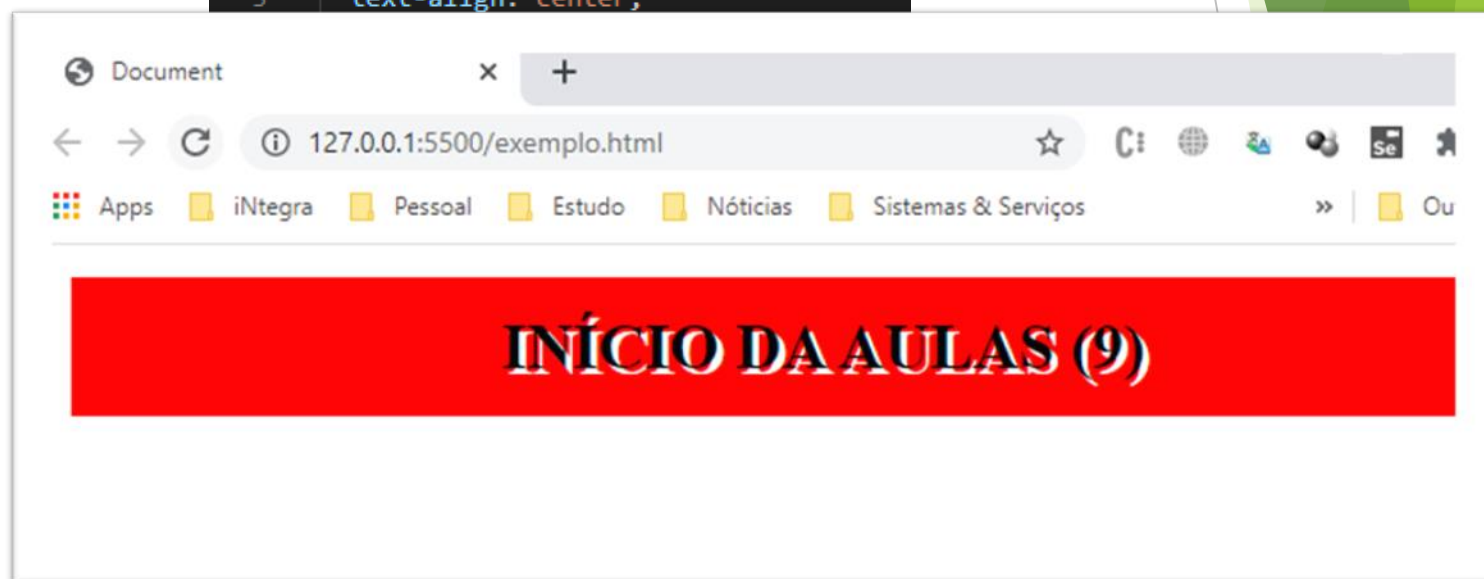 text-align: center;
Document
127.0.0.1:5500/exemplo.html
Apps iNtegra Pessoal Estudo Nóticias Sistemas & Serviços » Ou
INÍCIO DA AULAS (9)